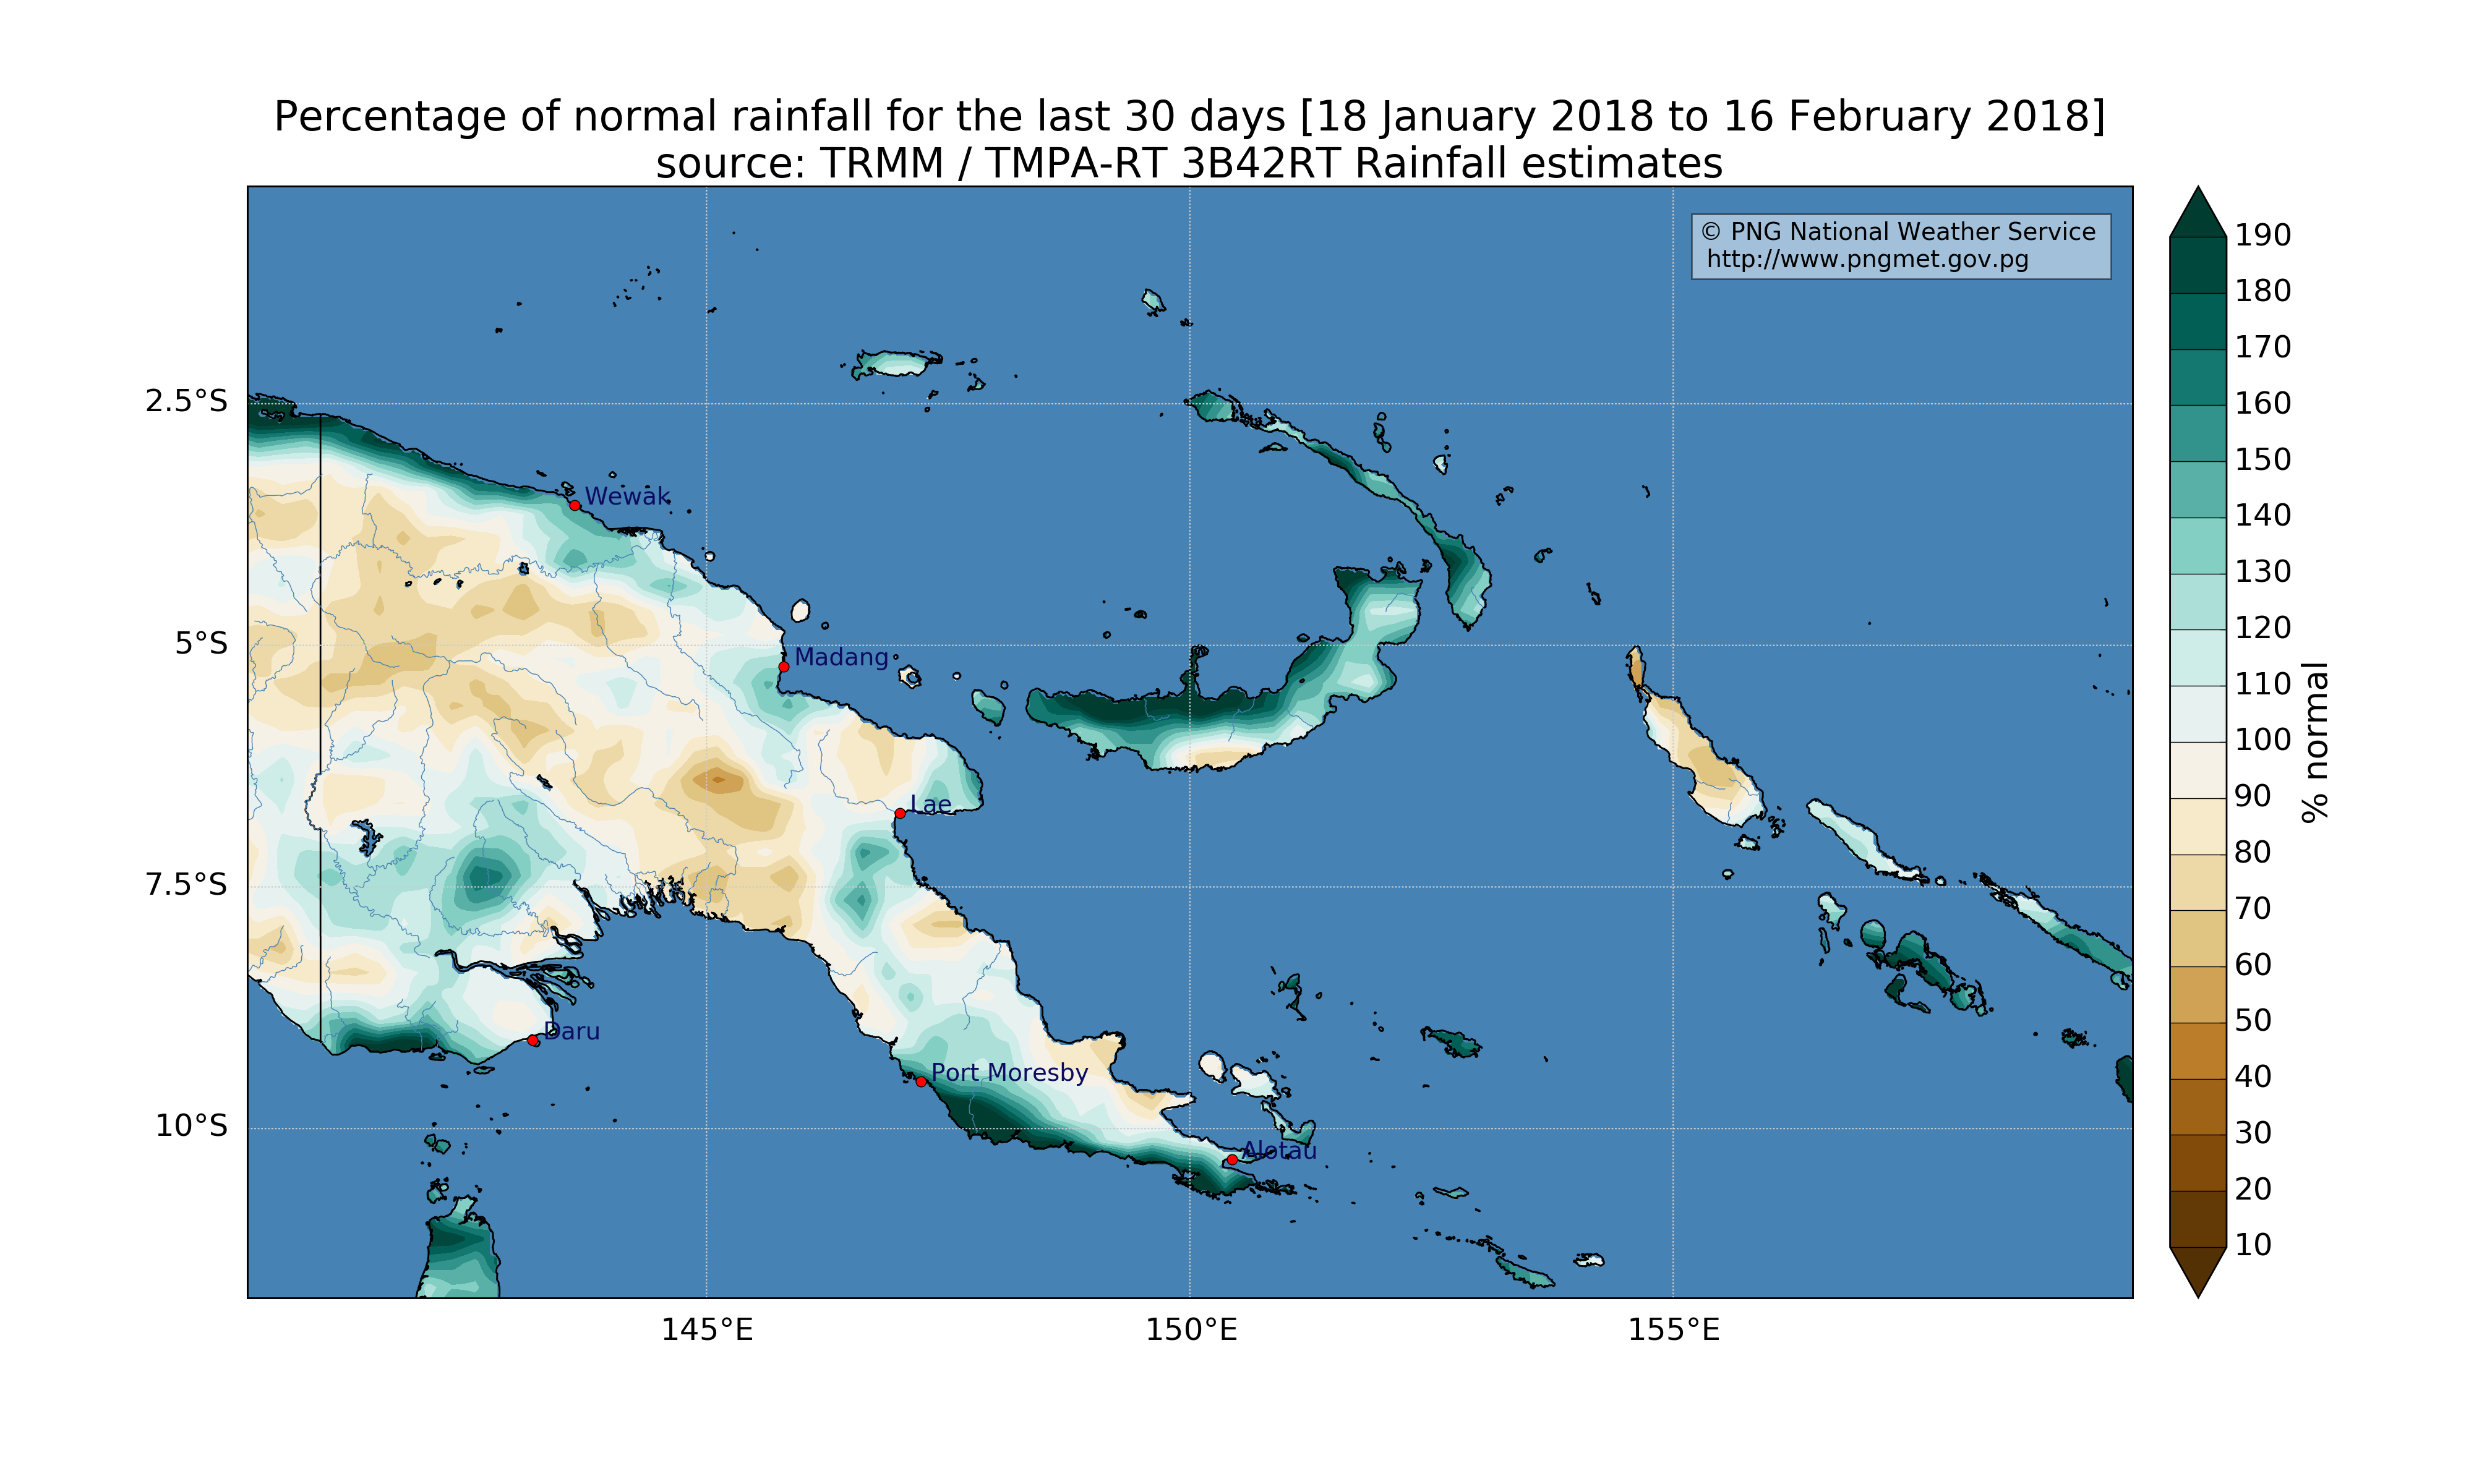 Percentage of normal rainfall for the last 30 days [18 January 2018 to 16 February 2018]
source: TRMM / TMPA-RT 3B42RT Rainfall estimates
© PNG National Weather Service
http://www.pngmet.gov.pg
2.5°S
5°S
7.5°S
10°S
Wewak
Madang
Lae
Daru
Port Moresby
Alotau
145°E
150°E
155°E
190
180
170
160
150
140
130
120
110
100
90
80
70
60
50
40
30
20
10
% normal